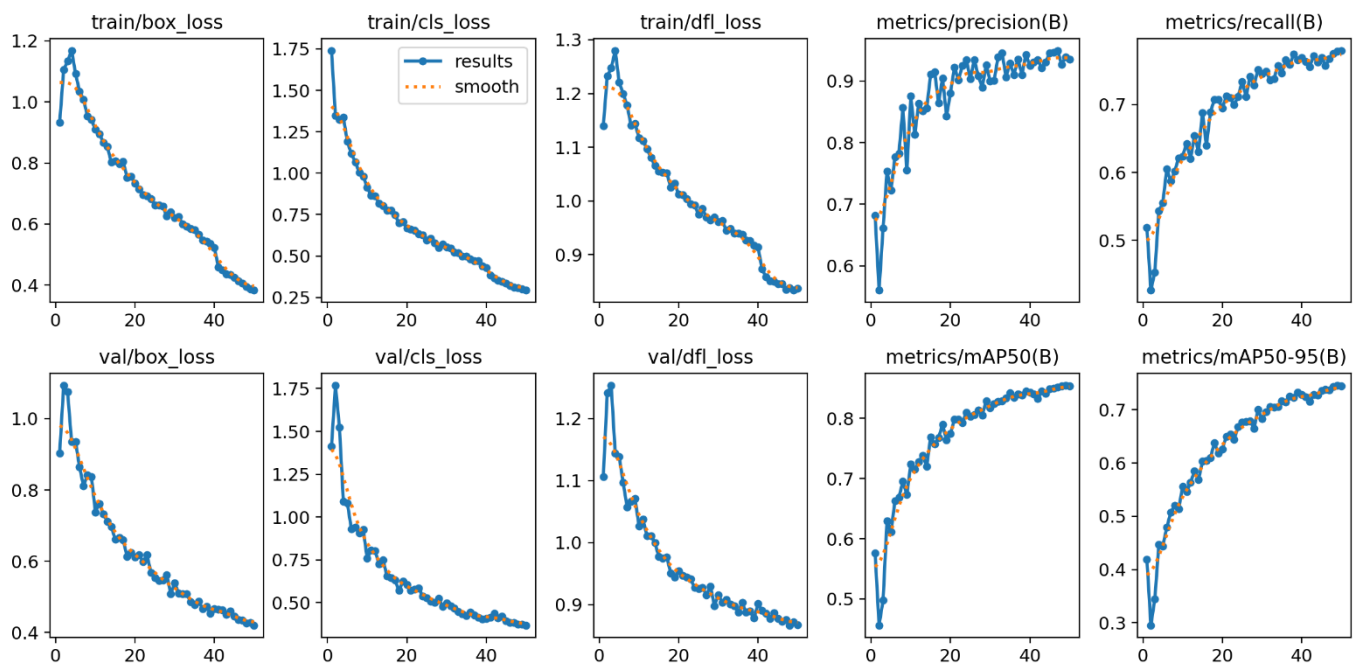 train/box_loss
train/cls_loss
train/dfl_loss
metrics/precision(B)
metrics/recall(B)
1.2
1.0
0.8
0.6
0.4
0 20 40
1.75
1.50
1.25
1.00
0.75
0.50
0.25
results
smooth
0 20 40
1.3
1.2
1.1
1.0
0.9
0 20 40
0.9
0.8
0.7
0.6
0 20 40
0.7
0.6
0.5
0 20 40
val/box_loss
val/cls_loss
val/dfl_loss
metrics/mAP50(B)
metrics/mAP50-95(B)
1.0
0.8
0.6
0.4
0 20 40
1.75
1.50
1.25
1.00
0.75
0.50
0 20 40
1.2
1.1
1.0
0.9
0 20 40
0.8
0.7
0.6
0.5
0 20 40
0.7
0.6
0.5
0.4
0.3
0 20 40